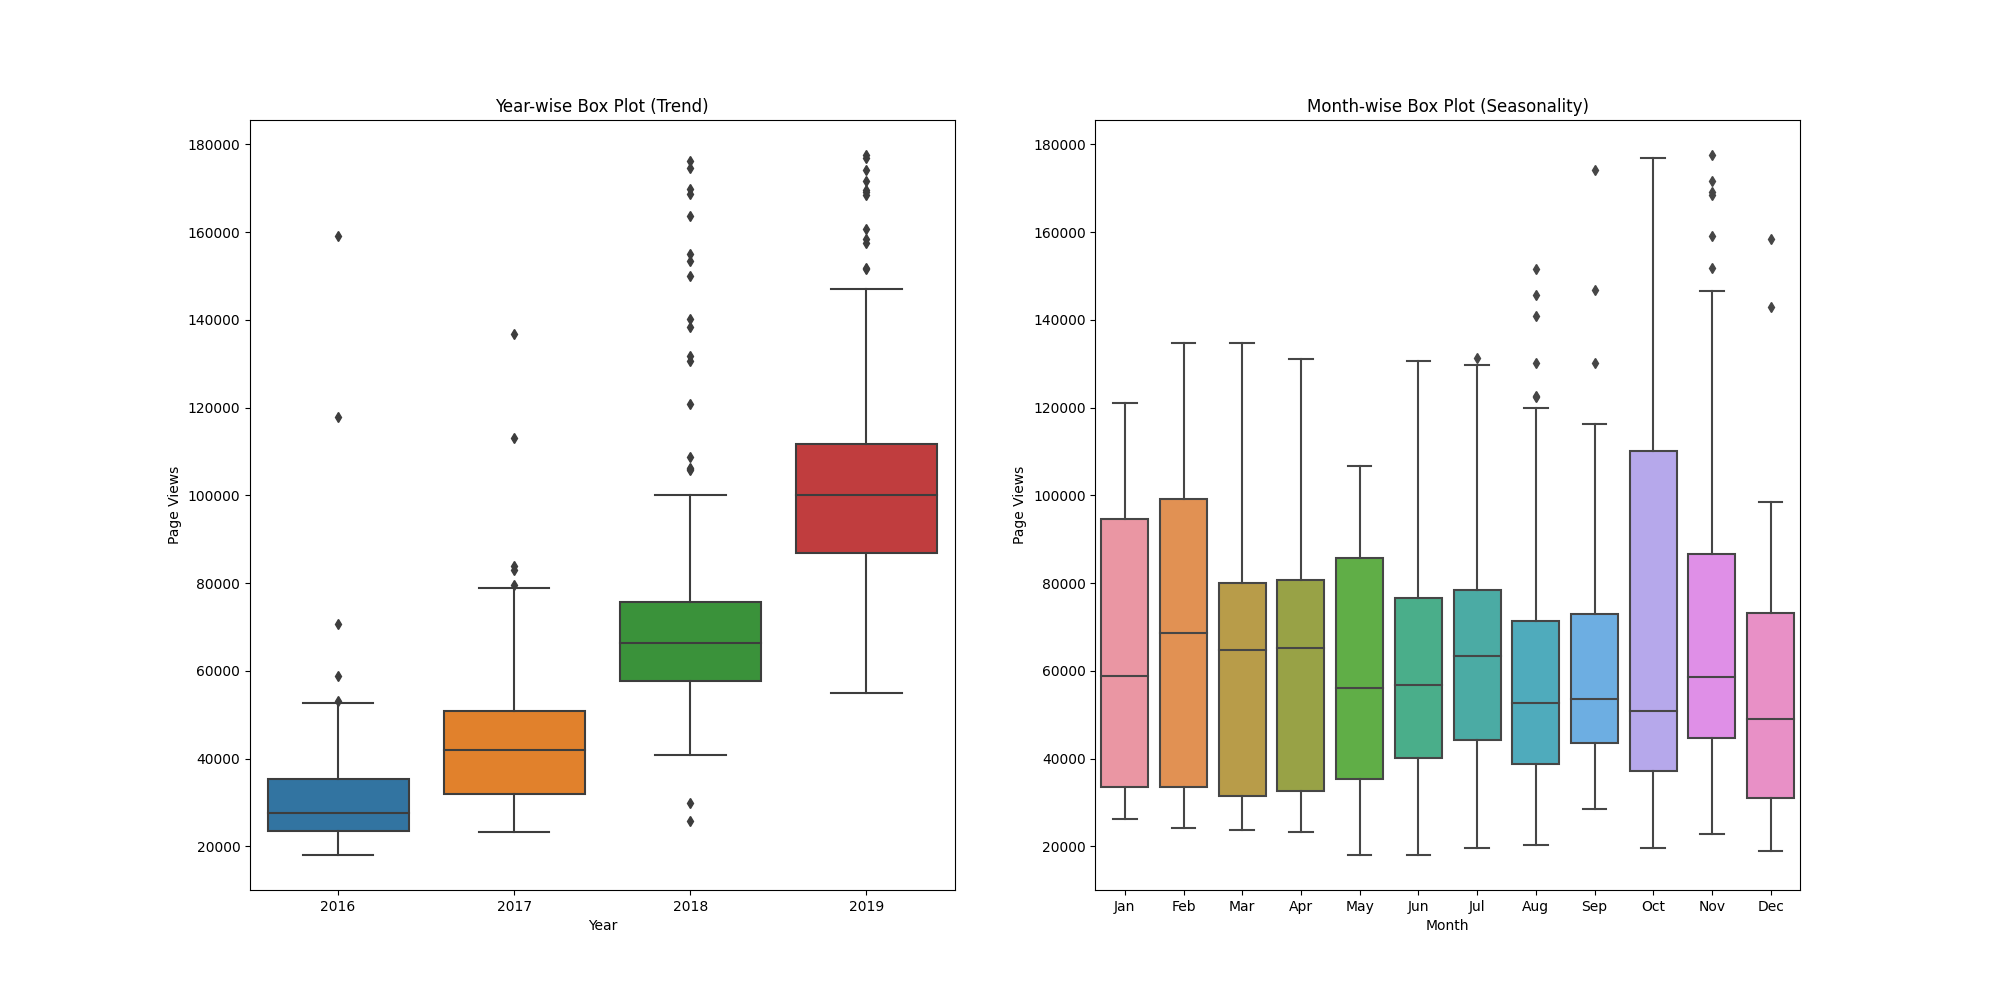 Year-wise Box Plot (Trend)
180000
160000
140000
120000
100000
80000
60000
40000
20000
Page Views
2016 2017 2018 2019
Year
Month-wise Box Plot (Seasonality)
180000
160000
140000
120000
100000
80000
60000
40000
20000
Page Views
Jan Feb Mar Apr May Jun Jul Aug Sep Oct Nov Dec
Month